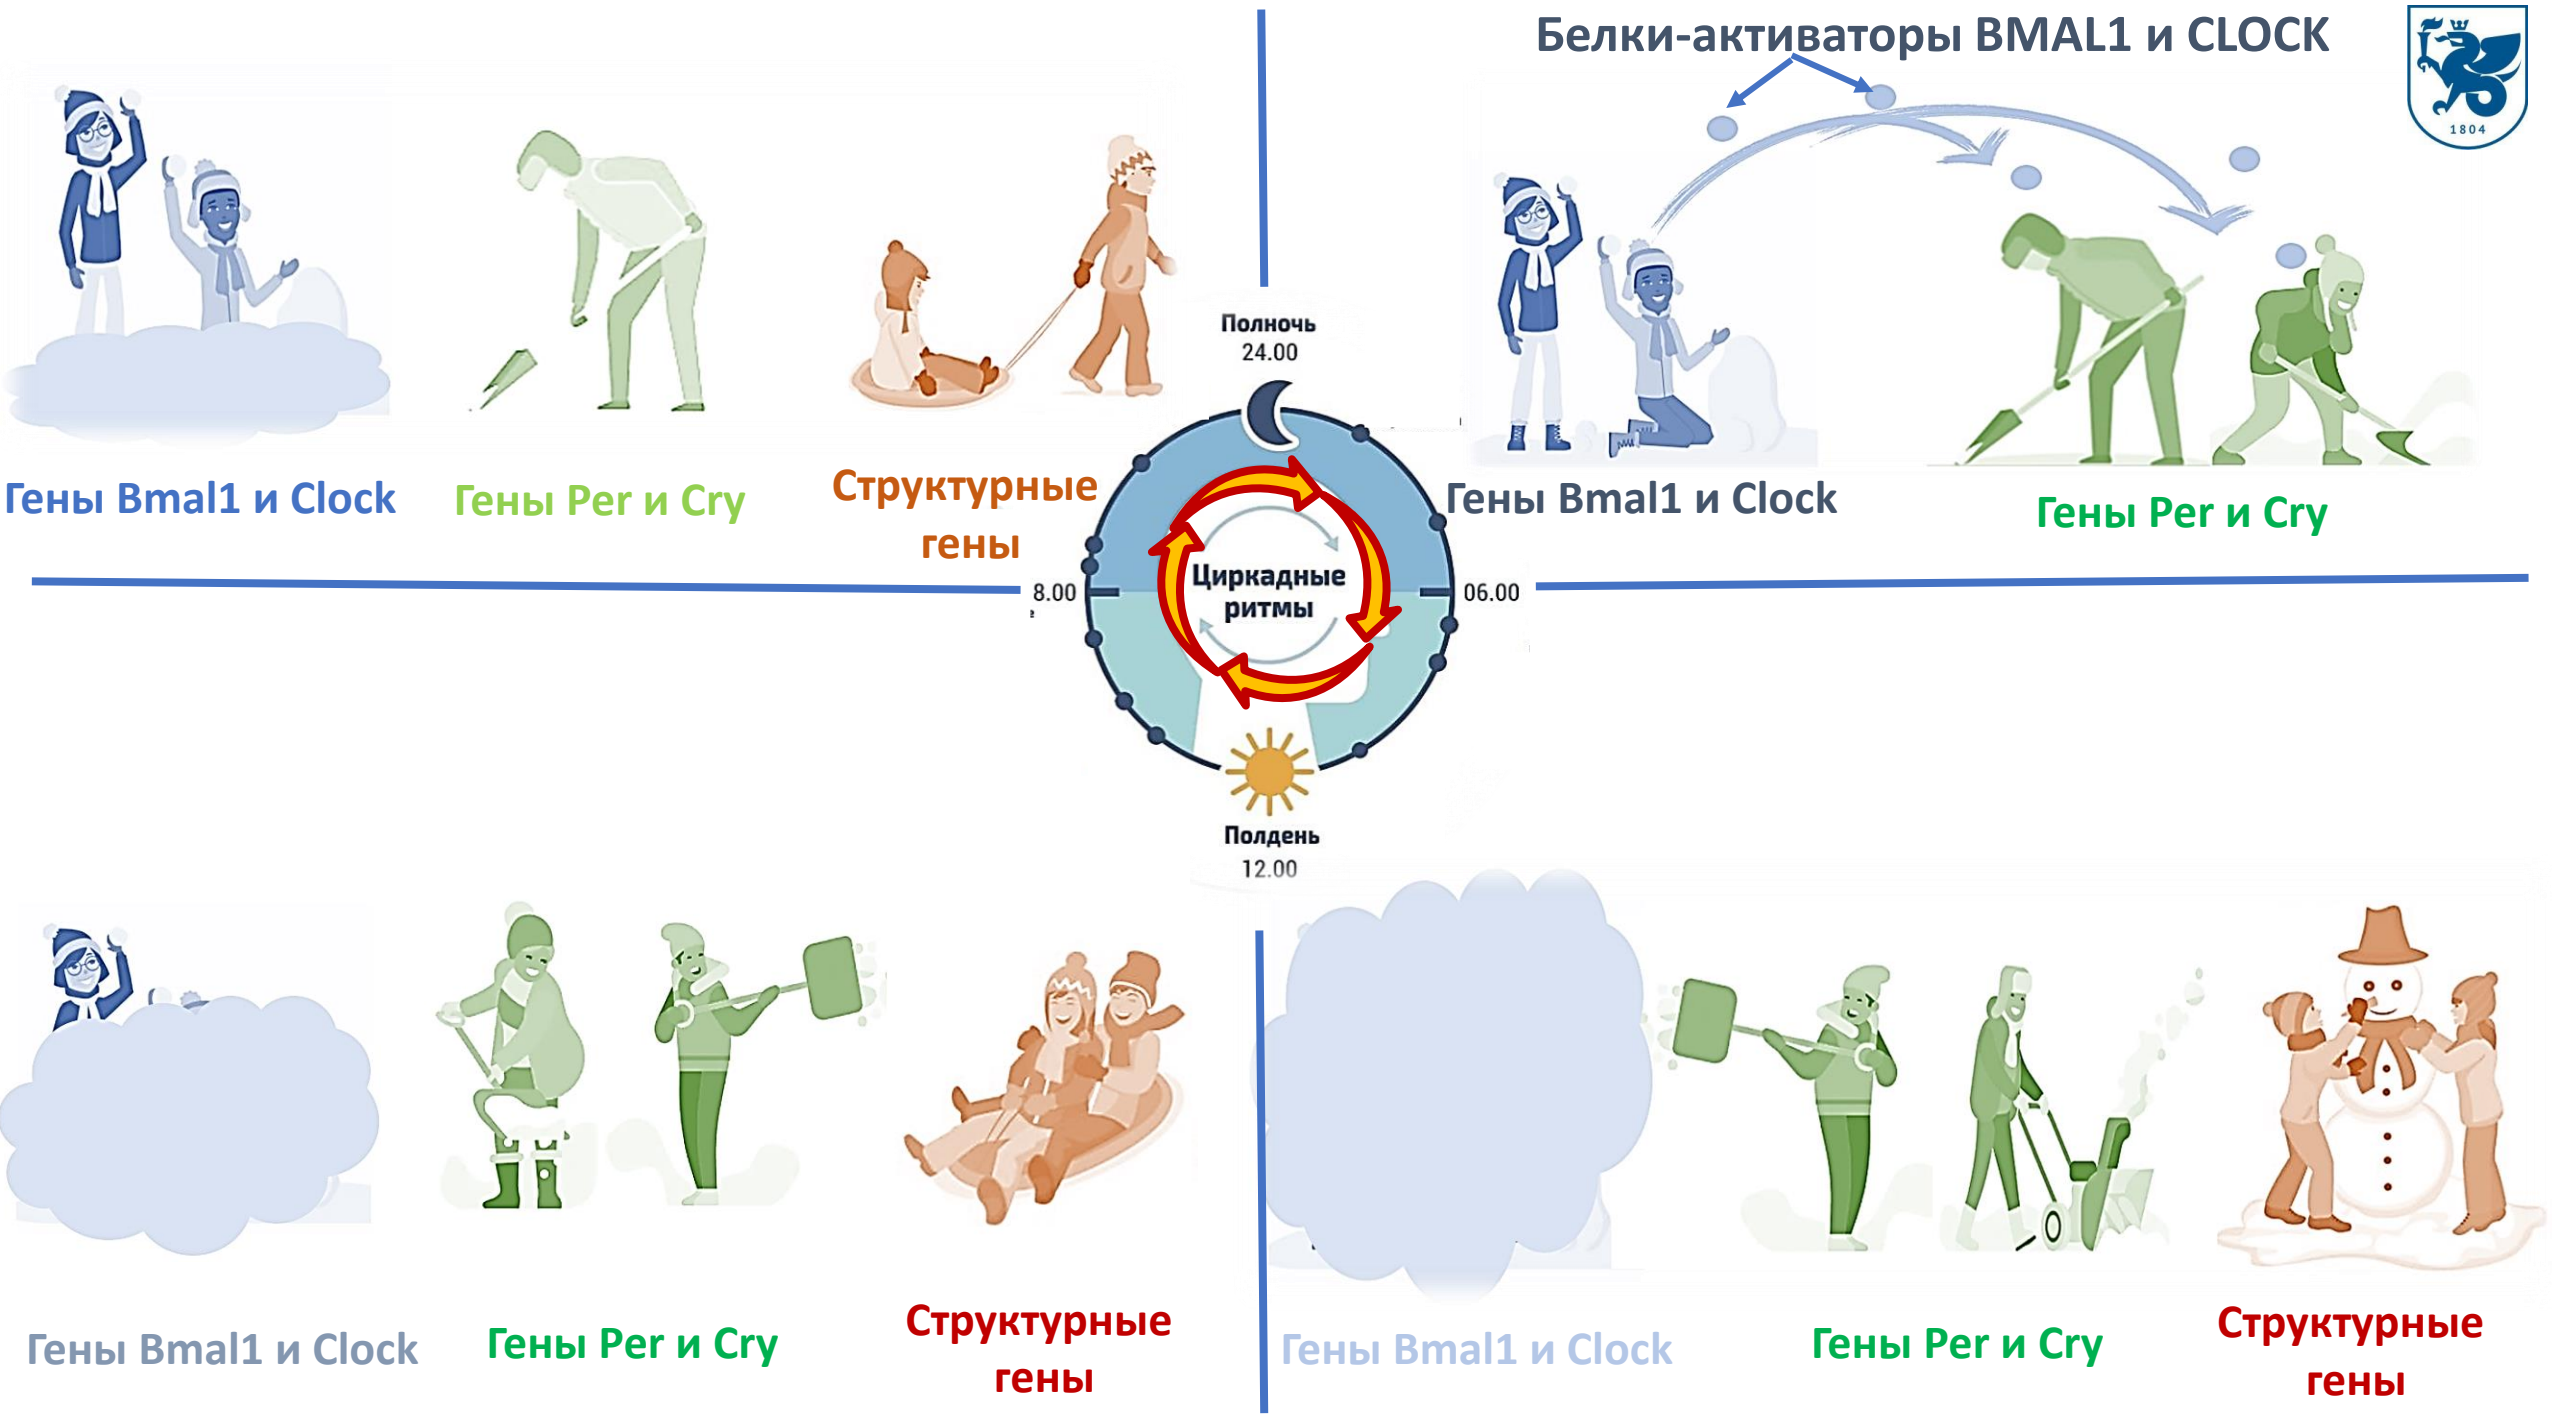 Белки-активаторы BMAL1 и CLOCK
1804
Гены Bmal1 и Clock
Гены Per и Cry
Структурные
гены
Полночь
24.00
Гены Bmal1 и Clock
Гены Per и Cry
8.00
Циркадные
ритмы
06.00
Полдень
12.00
Гены Bmal1 и Clock
Гены Per и Cry
Структурные
гены
Гены Bmal1 и Clock
Гены Per и Cry
Структурные
гены